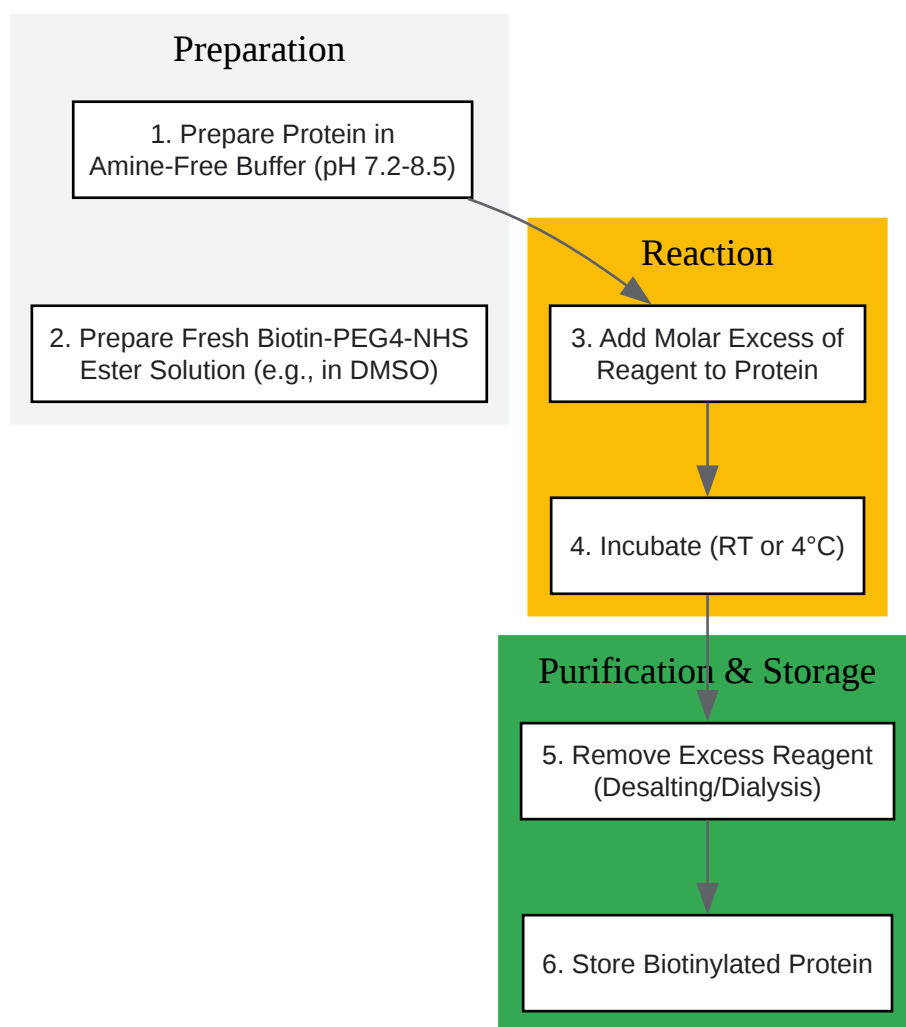 Preparation
1. Prepare Protein in
Amine-Free Buffer (pH 7.2-8.5)
2. Prepare Fresh Biotin-PEG4-NHS
Ester Solution (e.g., in DMSO)
Reaction
3. Add Molar Excess of
Reagent to Protein
4. Incubate (RT or 4°C)
Purification & Storage
5. Remove Excess Reagent
(Desalting/Dialysis)
6. Store Biotinylated Protein